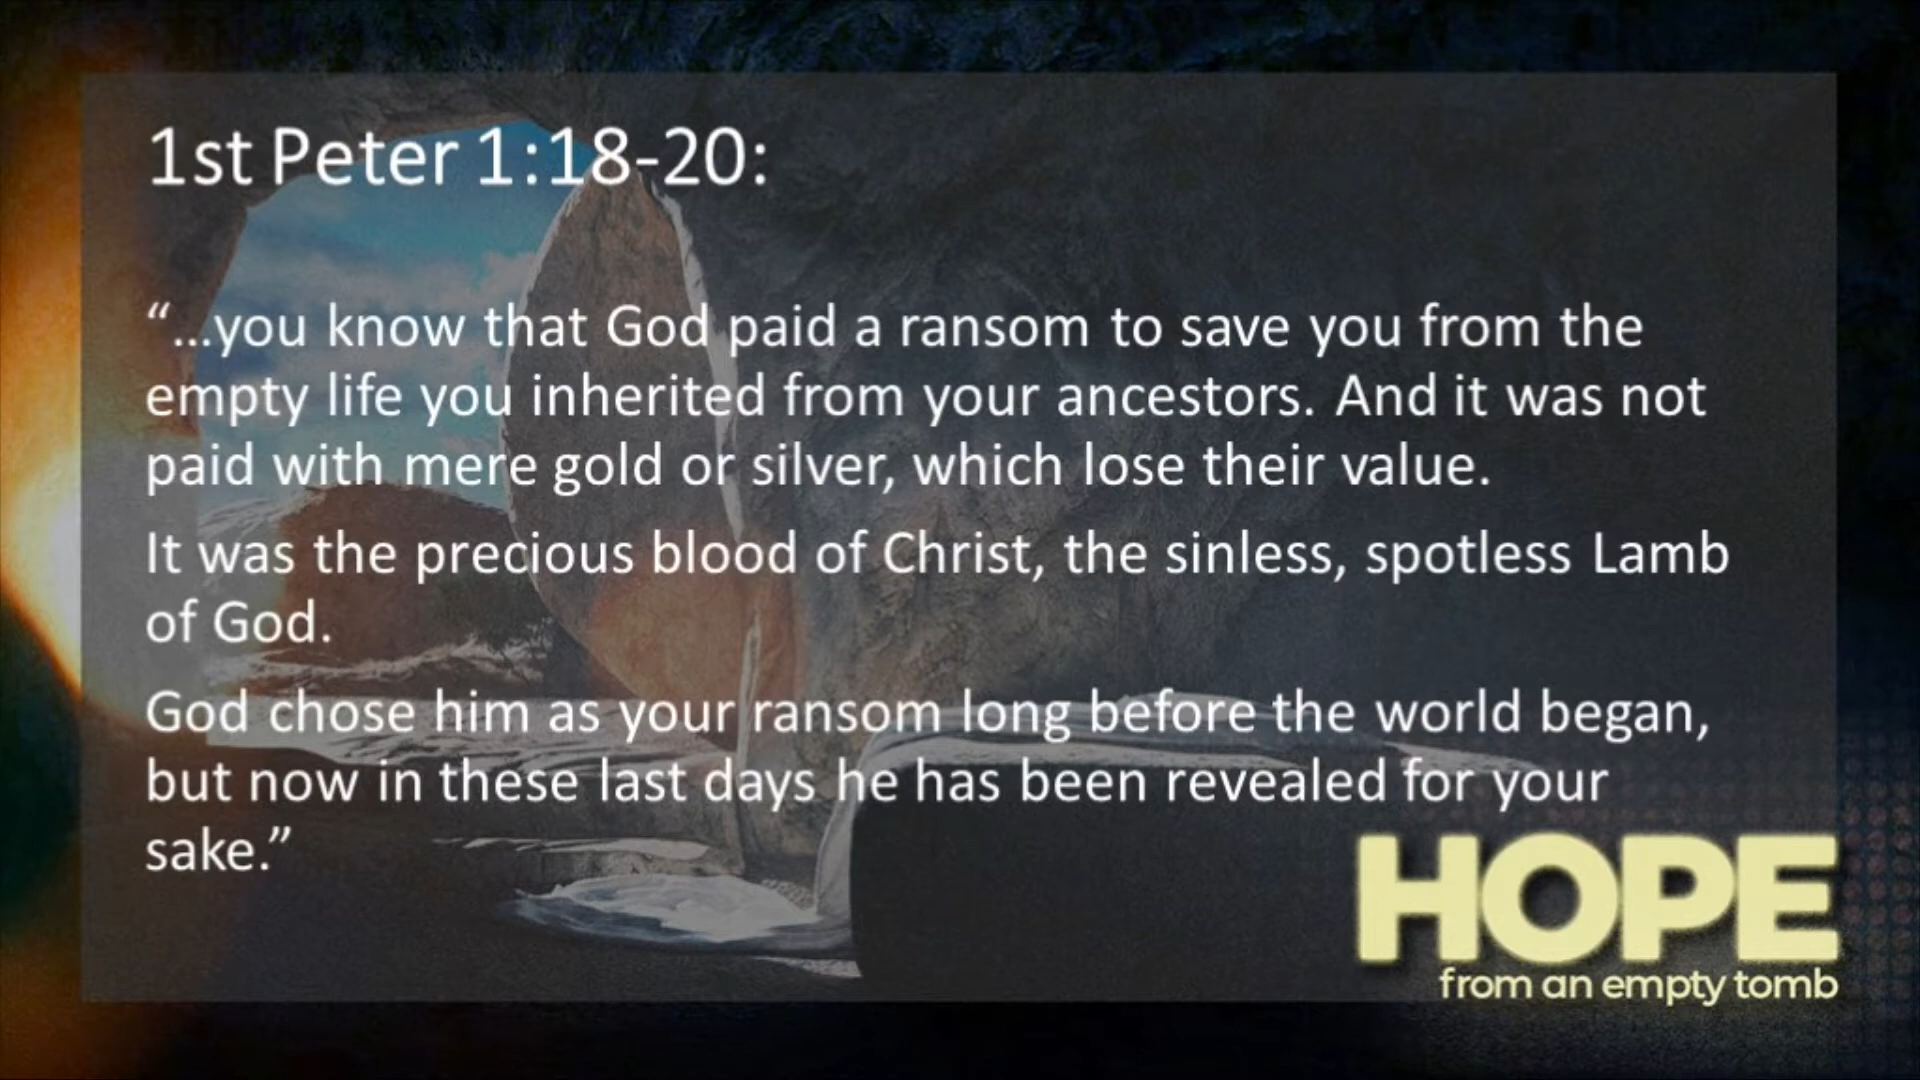 1st Peter 1:18-20:
“...you know that God paid a ransom to save you from the
empty life you inherited from your ancestors. And it was not
paid with mere gold or silver, which lose their value.
It was the precious blood of Christ, the sinless, spotless Lamb
of God.
God chose him as your ransom long before the world began,
but now in these last days he has been revealed for your
sake.”
HOPE
from an empty tomb